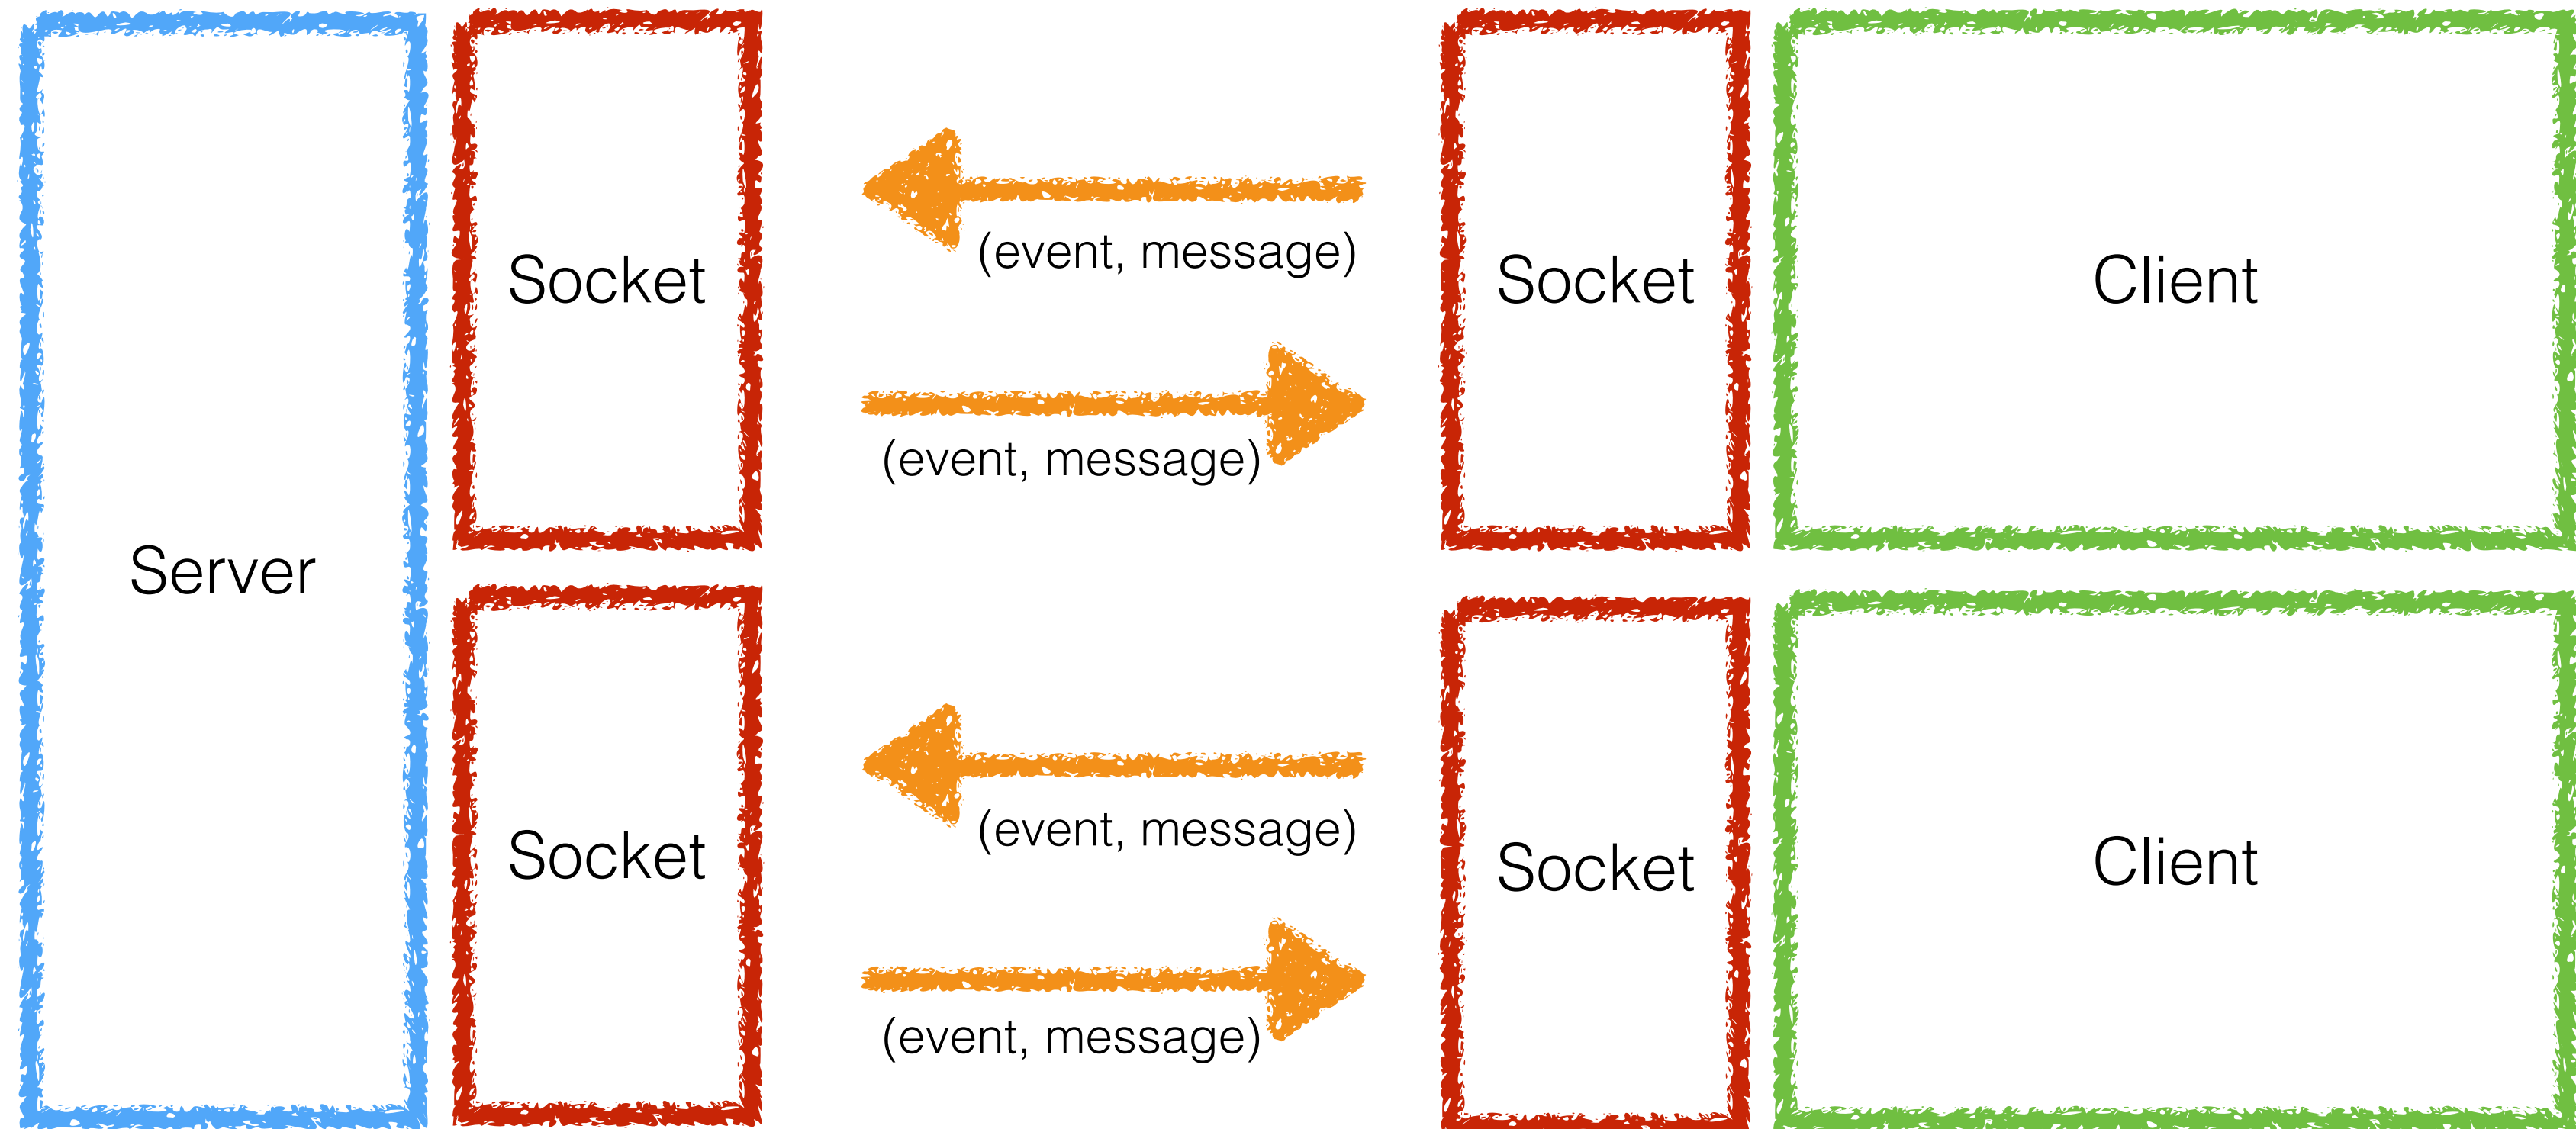 Server
Socket
(event, message)
(event, message)
Socket
Client
Socket
(event, message)
(event, message)
Socket
Client